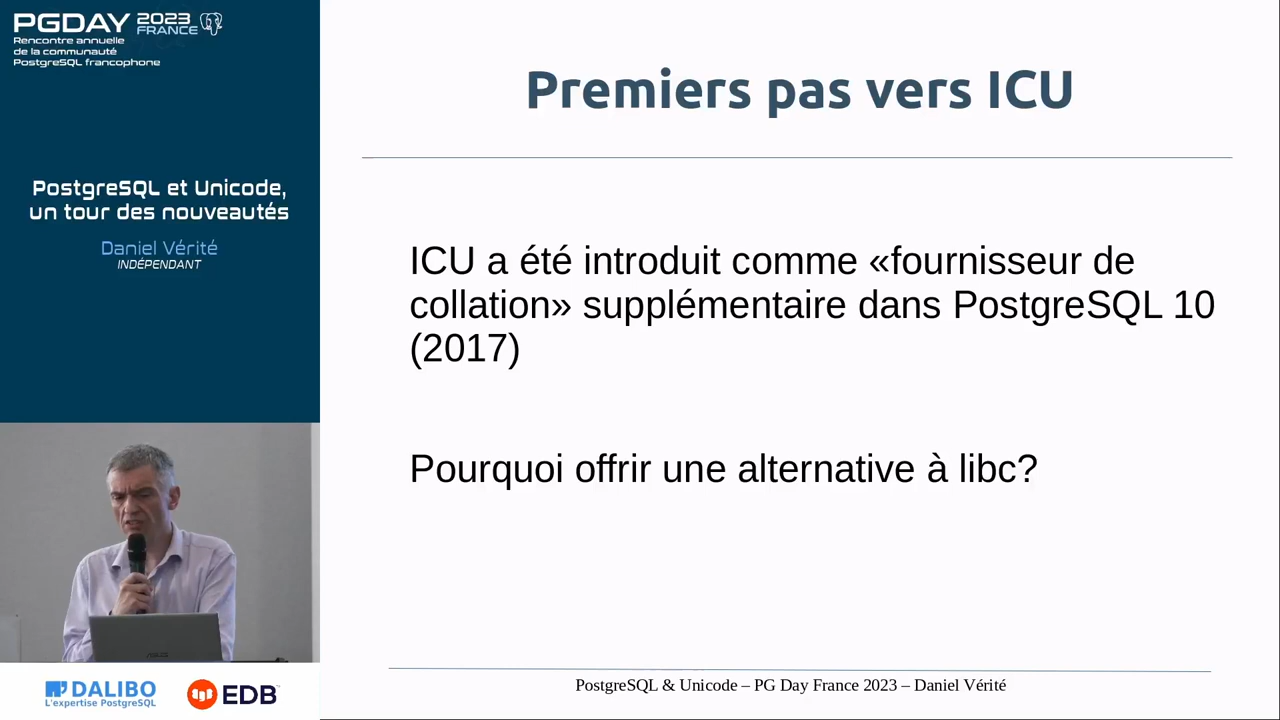 PGDAY 2023 FRANCE
Rencontre annuelle
de la communauté
PostgreSQL francophone
PostgreSQL et Unicode,
un tour des nouveautés
Daniel Vérité
INDÉPENDANT
DALIBO
L'expertise PostgreSQL
EDB
Premiers pas vers ICU
ICU a été introduit comme «fournisseur de
collation» supplémentaire dans PostgreSQL 10
(2017)
Pourquoi offrir une alternative à libc?
PostgreSQL & Unicode – PG Day France 2023 – Daniel Vérité